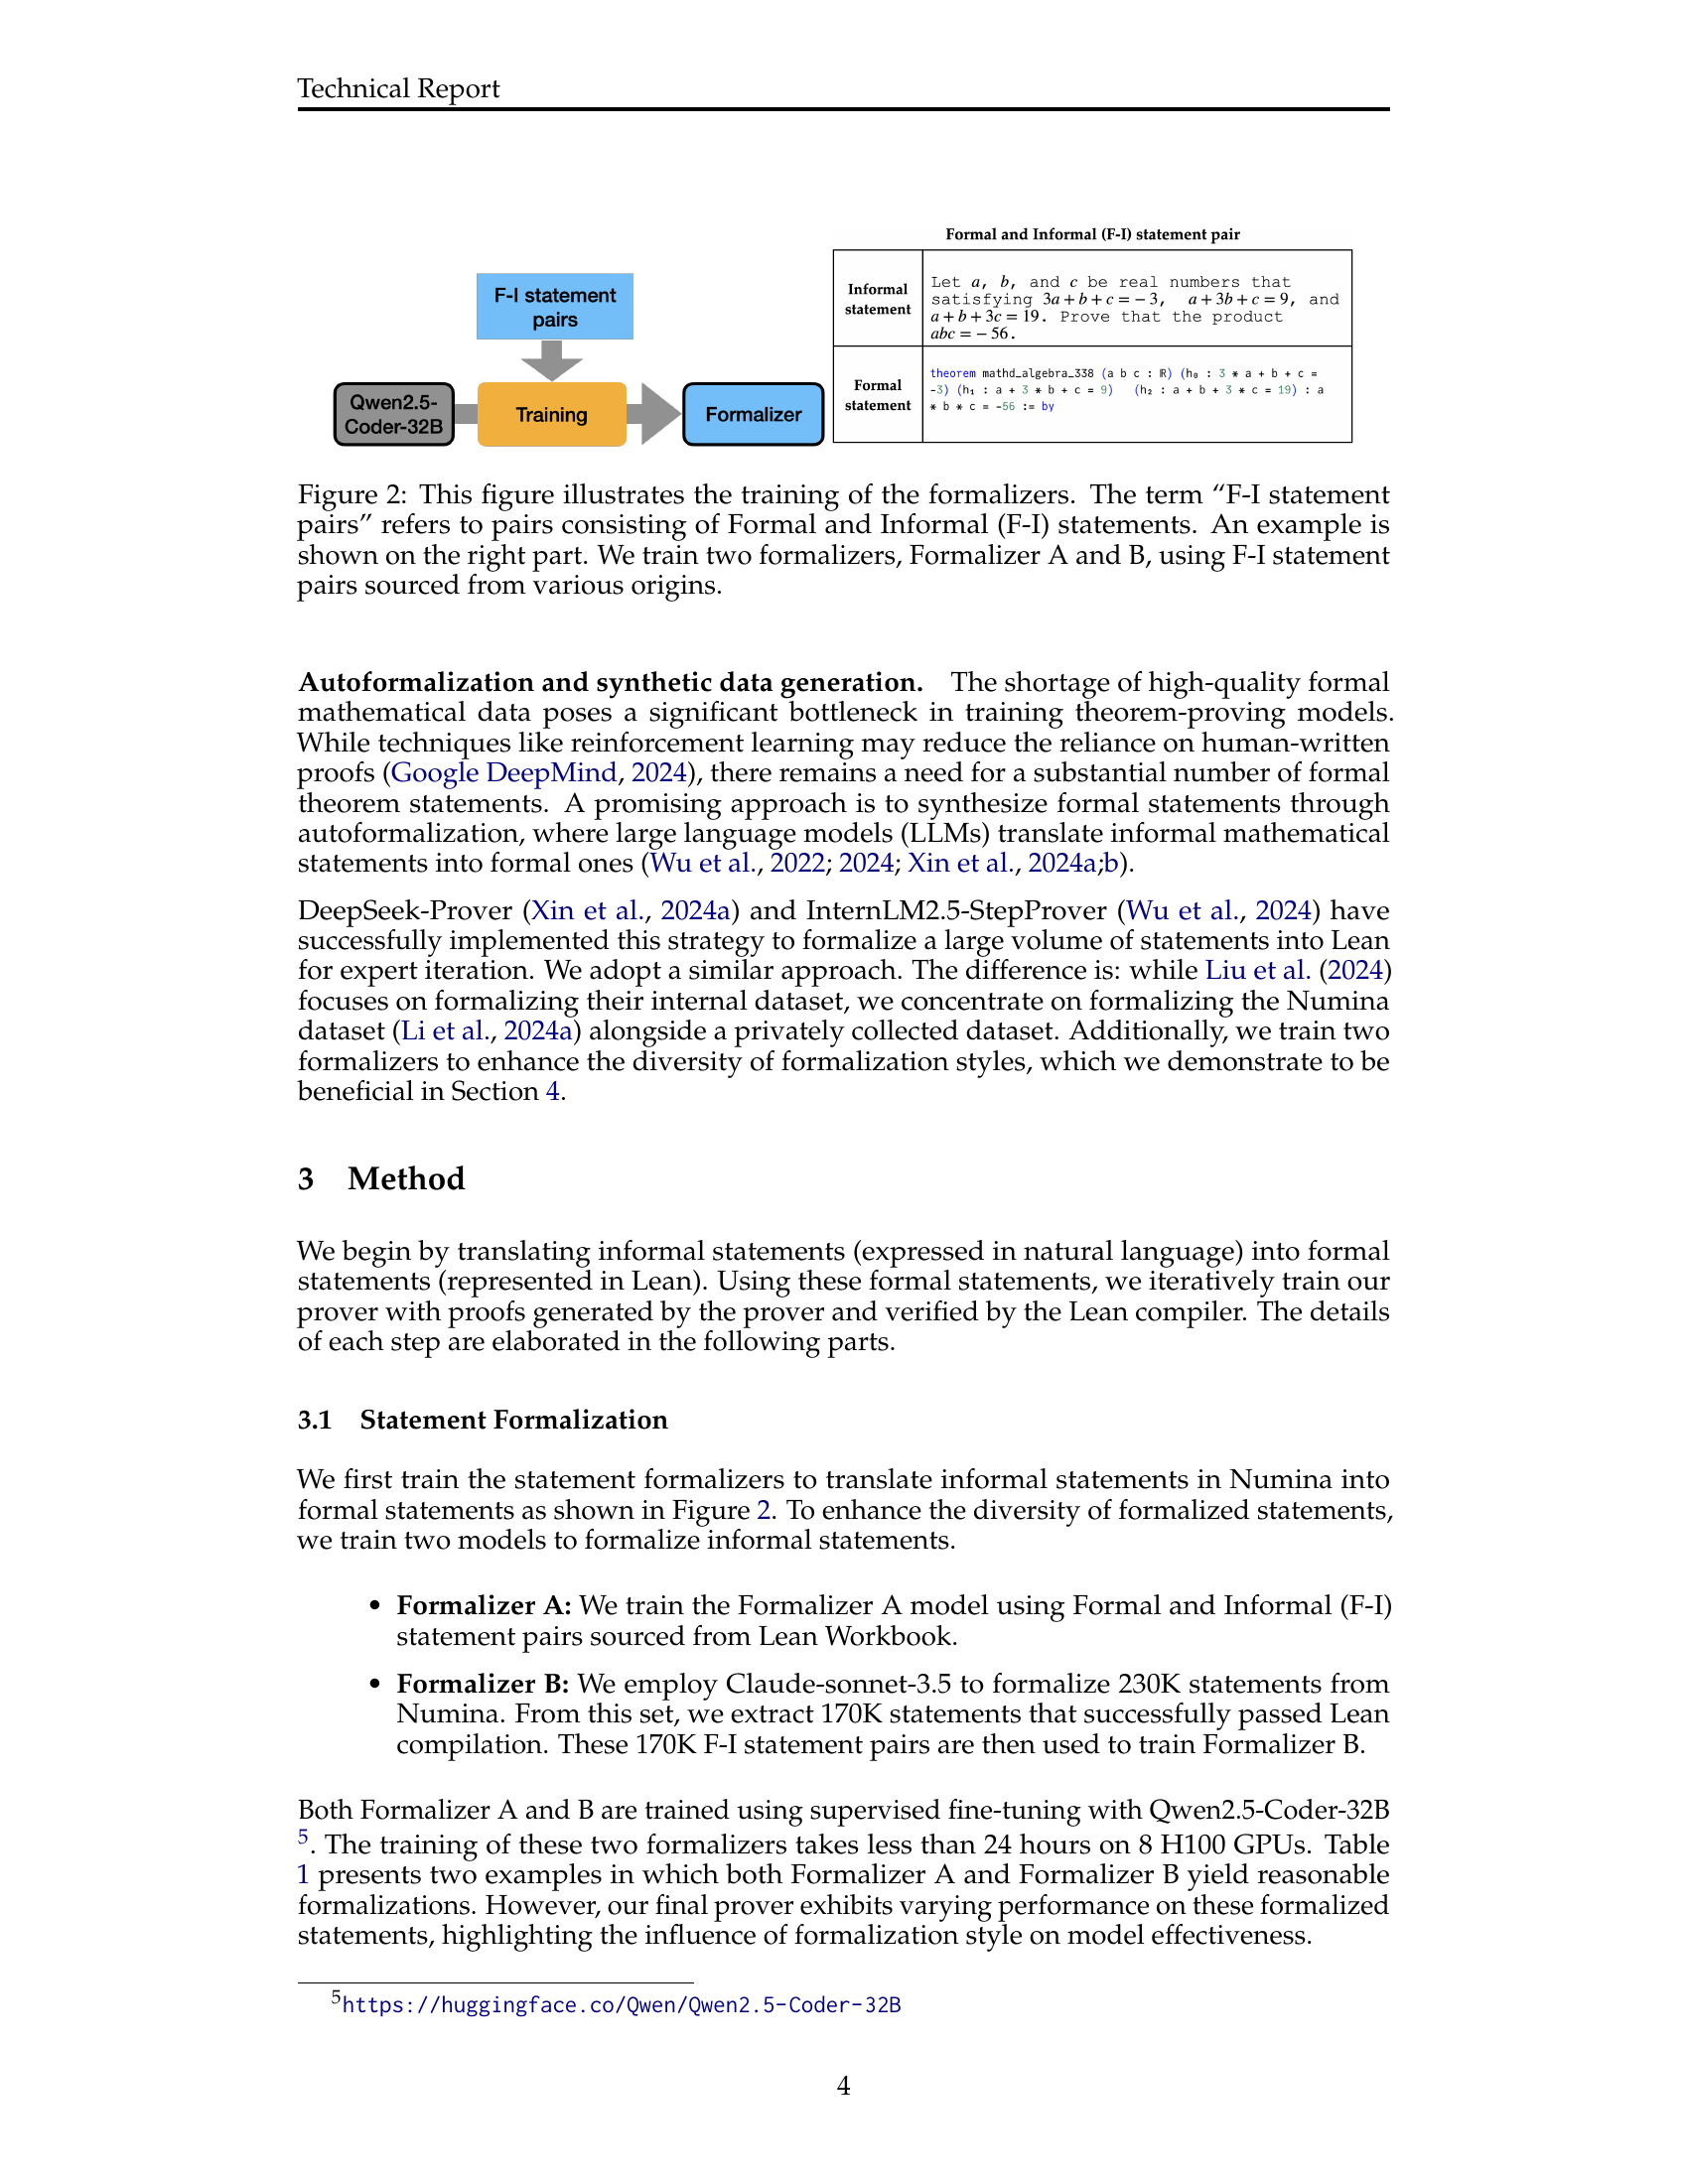 Technical Report
F-I statement
pairs
Qwen2.5-
Coder-32B
Training
Formalizer
Formal and Informal (F-I) statement pair
Informal
statement
Let a, b, and c be real numbers that
satisfying 3a + b + c = − 3, a + 3b + c = 9, and
a + b + 3c = 19. Prove that the product
abc = − 56.
Formal
statement
theorem mathd_algebra_338 (a b c : ℝ) (h₀ : 3 * a + b + c =
-3) (h₁ : a + 3 * b + c = 9) (h₂ : a + b + 3 * c = 19) : a
* b * c = -56 := by
Figure 2: This figure illustrates the training of the formalizers. The term “F-I statement
pairs” refers to pairs consisting of Formal and Informal (F-I) statements. An example is
shown on the right part. We train two formalizers, Formalizer A and B, using F-I statement
pairs sourced from various origins.
Autoformalization and synthetic data generation. The shortage of high-quality formal
mathematical data poses a significant bottleneck in training theorem-proving models.
While techniques like reinforcement learning may reduce the reliance on human-written
proofs (Google DeepMind, 2024), there remains a need for a substantial number of formal
theorem statements. A promising approach is to synthesize formal statements through
autoformalization, where large language models (LLMs) translate informal mathematical
statements into formal ones (Wu et al., 2022; 2024; Xin et al., 2024a;b).
DeepSeek-Prover (Xin et al., 2024a) and InternLM2.5-StepProver (Wu et al., 2024) have
successfully implemented this strategy to formalize a large volume of statements into Lean
for expert iteration. We adopt a similar approach. The difference is: while Liu et al. (2024)
focuses on formalizing their internal dataset, we concentrate on formalizing the Numina
dataset (Li et al., 2024a) alongside a privately collected dataset. Additionally, we train two
formalizers to enhance the diversity of formalization styles, which we demonstrate to be
beneficial in Section 4.
3 Method
We begin by translating informal statements (expressed in natural language) into formal
statements (represented in Lean). Using these formal statements, we iteratively train our
prover with proofs generated by the prover and verified by the Lean compiler. The details
of each step are elaborated in the following parts.
3.1 Statement Formalization
We first train the statement formalizers to translate informal statements in Numina into
formal statements as shown in Figure 2. To enhance the diversity of formalized statements,
we train two models to formalize informal statements.
• Formalizer A: We train the Formalizer A model using Formal and Informal (F-I)
statement pairs sourced from Lean Workbook.
• Formalizer B: We employ Claude-sonnet-3.5 to formalize 230K statements from
Numina. From this set, we extract 170K statements that successfully passed Lean
compilation. These 170K F-I statement pairs are then used to train Formalizer B.
Both Formalizer A and B are trained using supervised fine-tuning with Qwen2.5-Coder-32B
5. The training of these two formalizers takes less than 24 hours on 8 H100 GPUs. Table
1 presents two examples in which both Formalizer A and Formalizer B yield reasonable
formalizations. However, our final prover exhibits varying performance on these formalized
statements, highlighting the influence of formalization style on model effectiveness.
5https://huggingface.co/Qwen/Qwen2.5-Coder-32B
4